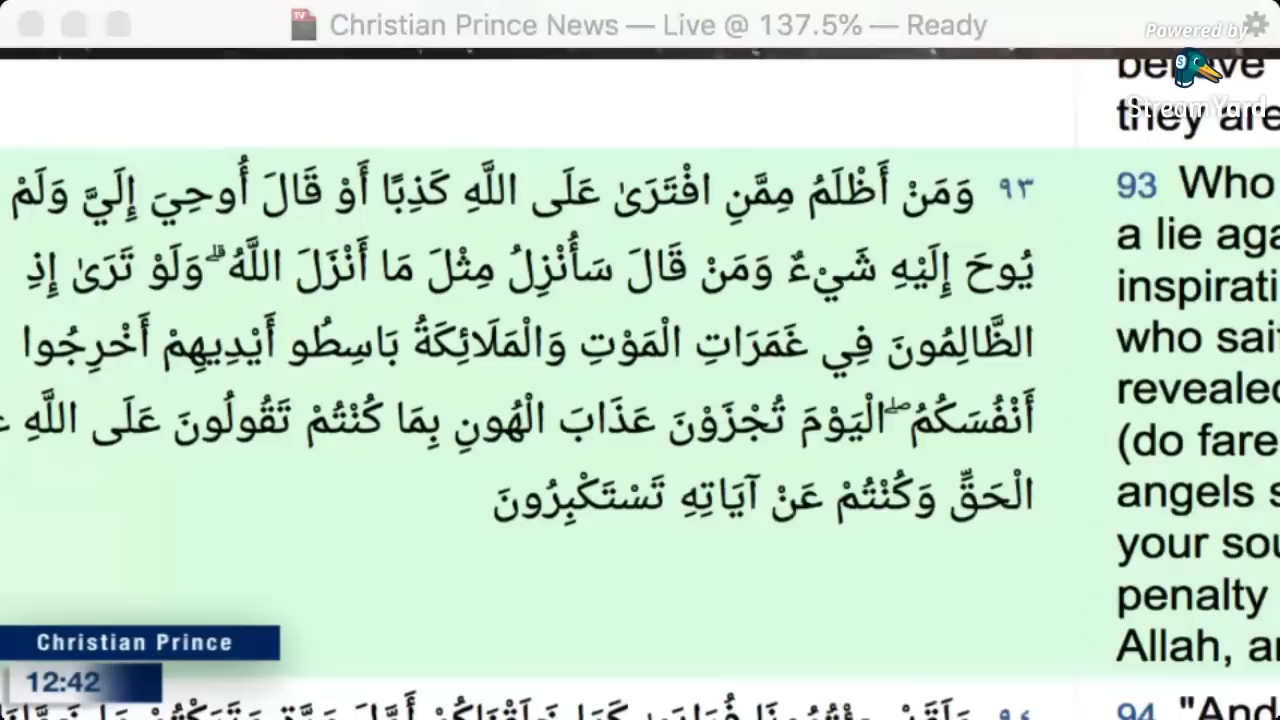 Christian Prince News — Live @ 137.5% — Ready
Powered by
StreamYard
they are
٩٣ وَمَنْ أَظْلَمُ مِمَّنِ افْتَرَىٰ عَلَى اللَّهِ كَذِبًا أَوْ قَالَ أُوحِيَ إِلَيَّ وَلَمْ
يُوحَ إِلَيْهِ شَيْءٌ وَمَنْ قَالَ سَأُنْزِلُ مِثْلَ مَا أَنْزَلَ اللَّهُ ۗ وَلَوْ تَرَىٰ إِذِ
الظَّالِمُونَ فِي غَمَرَاتِ الْمَوْتِ وَالْمَلَائِكَةُ بَاسِطُو أَيْدِيهِمْ أَخْرِجُوا
أَنْفُسَكُمُ ۖ الْيَوْمَ تُجْزَوْنَ عَذَابَ الْهُونِ بِمَا كُنْتُمْ تَقُولُونَ عَلَى اللَّهِ
الْحَقِّ وَكُنْتُمْ عَنْ آيَاتِهِ تَسْتَكْبِرُونَ
93 Who
a lie aga
inspirati
who sai
revealed
(do fare
angels s
your sou
penalty
Allah, a
94 "And
Christian Prince
12:42